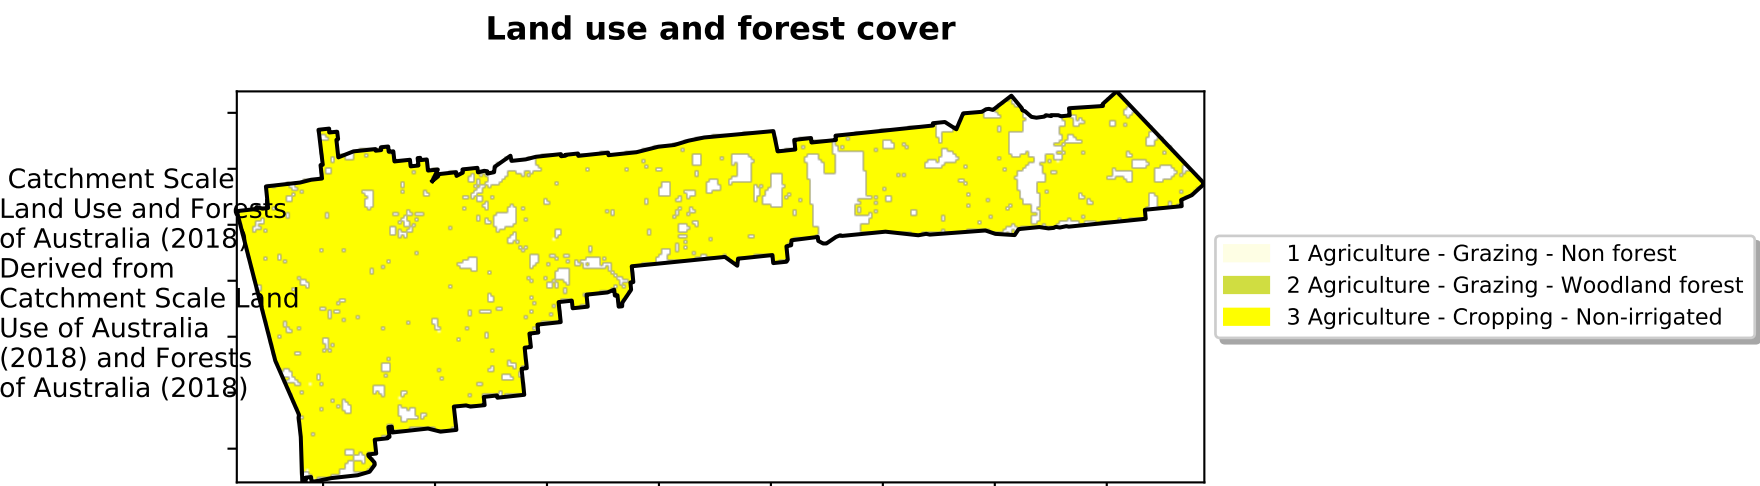 Land use and forest cover
Catchment Scale
Land Use and Forests
of Australia (2018)
Derived from
Catchment Scale Land
Use of Australia
(2018) and Forests
of Australia (2018)
1 Agriculture - Grazing - Non forest
2 Agriculture - Grazing - Woodland forest
3 Agriculture - Cropping - Non-irrigated